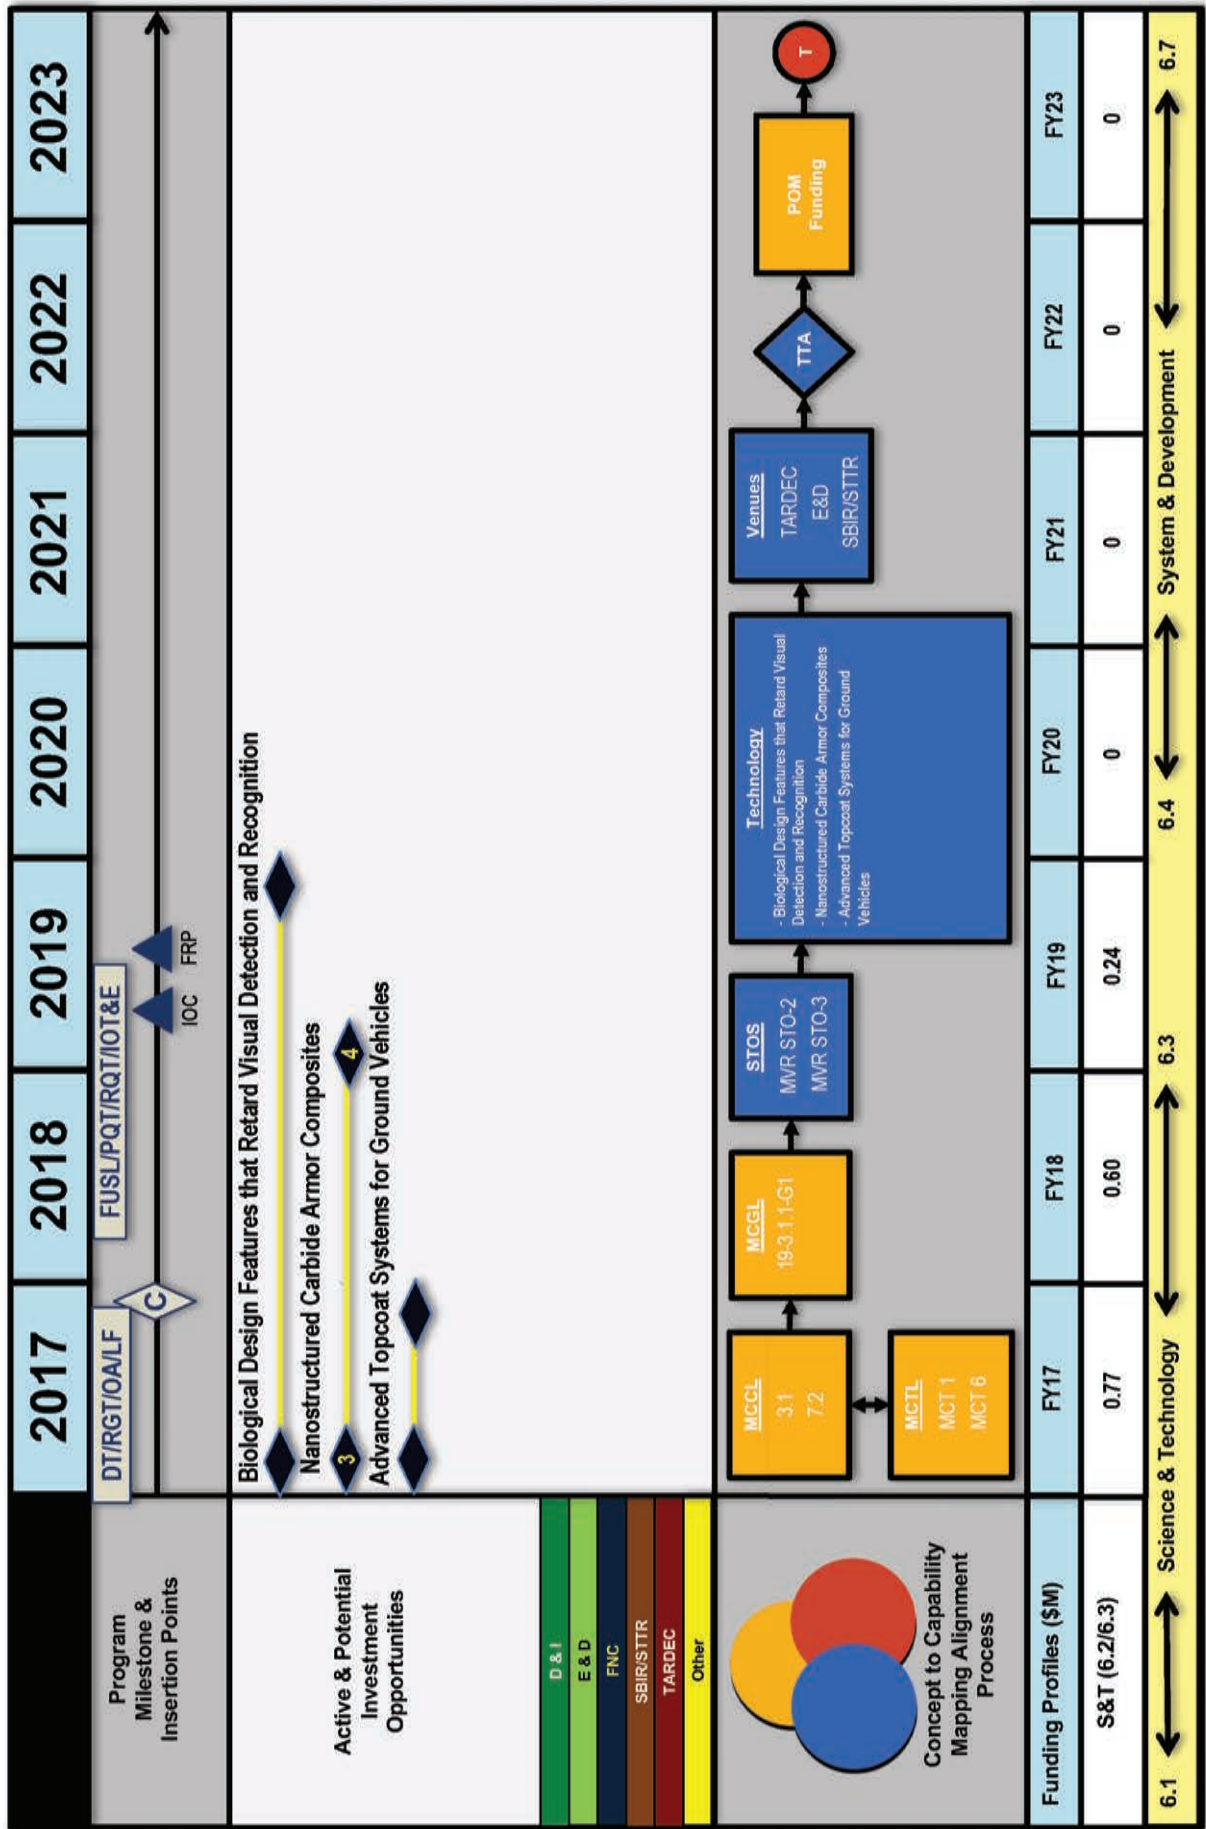 2017
2018
2019
2020
2021
2022
2023
Program
Milestone &
Insertion Points
DT/RGT/OA/LF
C
FUSL/PQT/RQT/IOT&E
IOC
FRP
Active & Potential
Investment
Opportunities
D & I
E & D
FNC
SBIR/STTR
TARDEC
Other
Biological Design Features that Retard Visual Detection and Recognition
Nanostructured Carbide Armor Composites
3
4
Advanced Topcoat Systems for Ground Vehicles
Concept to Capability
Mapping Alignment
Process
MCCL
3.1
7.2
MCTL
MCT 1
MCT 6
MCGL
19-3.1.1-G1
STOS
MVR STO-2
MVR STO-3
Technology
- Biological Design Features that Retard Visual
Detection and Recognition
- Nanostructured Carbide Armor Composites
- Advanced Topcoat Systems for Ground
Vehicles
Venues
TARDEC
E&D
SBIR/STTR
TTA
POM
Funding
T
Funding Profiles ($M)
FY17
FY18
FY19
FY20
FY21
FY22
FY23
S&T (6.2/6.3)
0.77
0.60
0.24
0
0
0
0
6.1
Science & Technology
6.3
6.4
System & Development
6.7